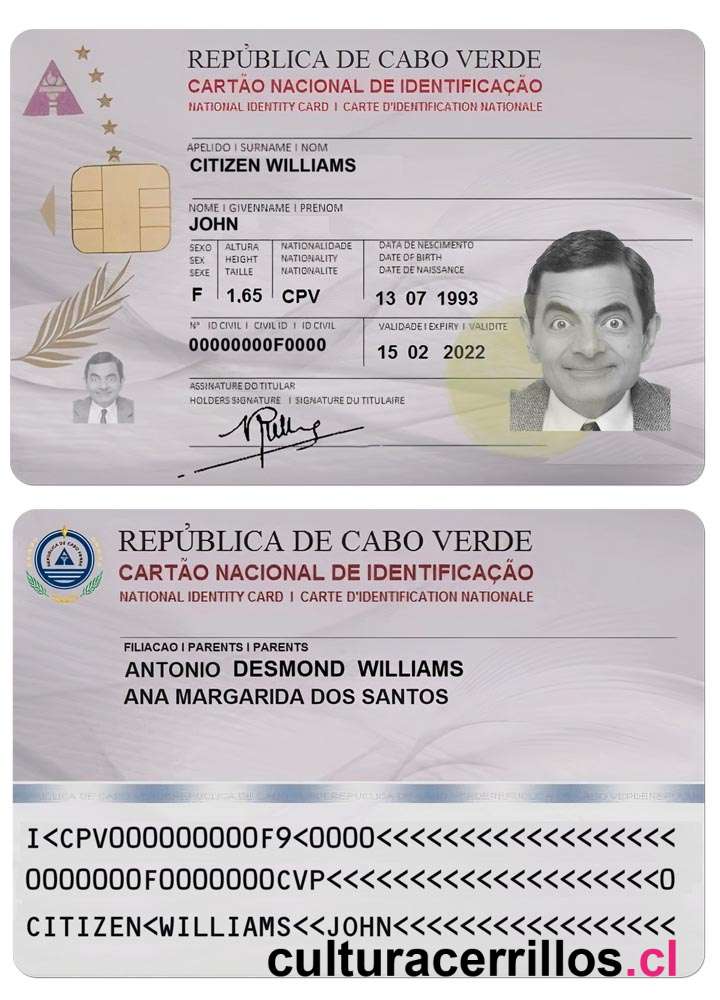 REPÚBLICA DE CABO VERDE
CARTÃO NACIONAL DE IDENTIFICAÇÃO
NATIONAL IDENTITY CARD I CARTE D'IDENTIFICATION NATIONALE
APELIDO I SURNAME I NOM
CITIZEN WILLIAMS
NOME I GIVENNAME I PRENOM
JOHN
SEXO ALTURA NACIONALIDADE DATA DE NESCIMENTO
SEX HEIGHT NATIONALITY DATE OF BIRTH
SEXE TAILLE NATIONALITE DATE DE NAISSANCE
F 1.65 CPV 13 07 1993
Nº ID CIVIL I CIVIL ID I ID CIVIL VALIDADE I EXPIRY I VALIDITE
00000000F0000 15 02 2022
ASSINATURE DO TITULAR
HOLDERS SIGNATURE I SIGNATURE DU TITULAIRE
REPÚBLICA DE CABO VERDE
CARTÃO NACIONAL DE IDENTIFICAÇÃO
NATIONAL IDENTITY CARD I CARTE D'IDENTIFICATION NATIONALE
FILIACAO I PARENTS I PARENTS
ANTONIO DESMOND WILLIAMS
ANA MARGARIDA DOS SANTOS
I<CPV000000000F9<0000<<<<<<<<<<<<<<<<<<
0000000F0000000CVP<<<<<<<<<<<<<<<<<<0
CITIZEN<WILLIAMS<<JOHN<<<<<<<<<<<<<<<<<
culturacerrillos.cl